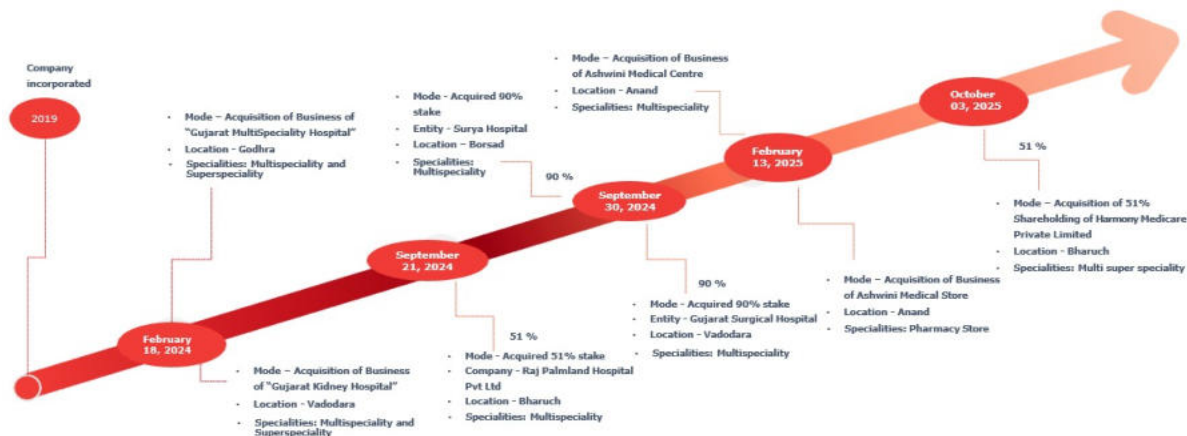 Company
incorporated
2019
• Mode – Acquisition of Business of
“Gujarat MultiSpeciality Hospital”
• Location - Godhra
• Specialities: Multispeciality and
Superspeciality
February
18, 2024
• Mode – Acquisition of Business
of “Gujarat Kidney Hospital”
• Location - Vadodara
• Specialities: Multispeciality and
Superspeciality
September
21, 2024
51 %
• Mode - Acquired 51% stake
• Company - Raj Palmland Hospital
Pvt Ltd
• Location - Bharuch
• Specialities: Multispeciality
• Mode - Acquired 90%
stake
• Entity - Surya Hospital
• Location – Borsad
• Specialities:
Multispeciality
90 %
September
30, 2024
90 %
• Mode - Acquired 90% stake
• Entity - Gujarat Surgical Hospital
• Location - Vadodara
• Specialities: Multispeciality
• Mode – Acquisition of Business
of Ashwini Medical Centre
• Location - Anand
• Specialities: Multispeciality
February
13, 2025
• Mode – Acquisition of Business
of Ashwini Medical Store
• Location - Anand
• Specialities: Pharmacy Store
October
03, 2025
51 %
• Mode – Acquisition of 51%
Shareholding of Harmony Medicare
Private Limited
• Location - Bharuch
• Specialities: Multi super speciality